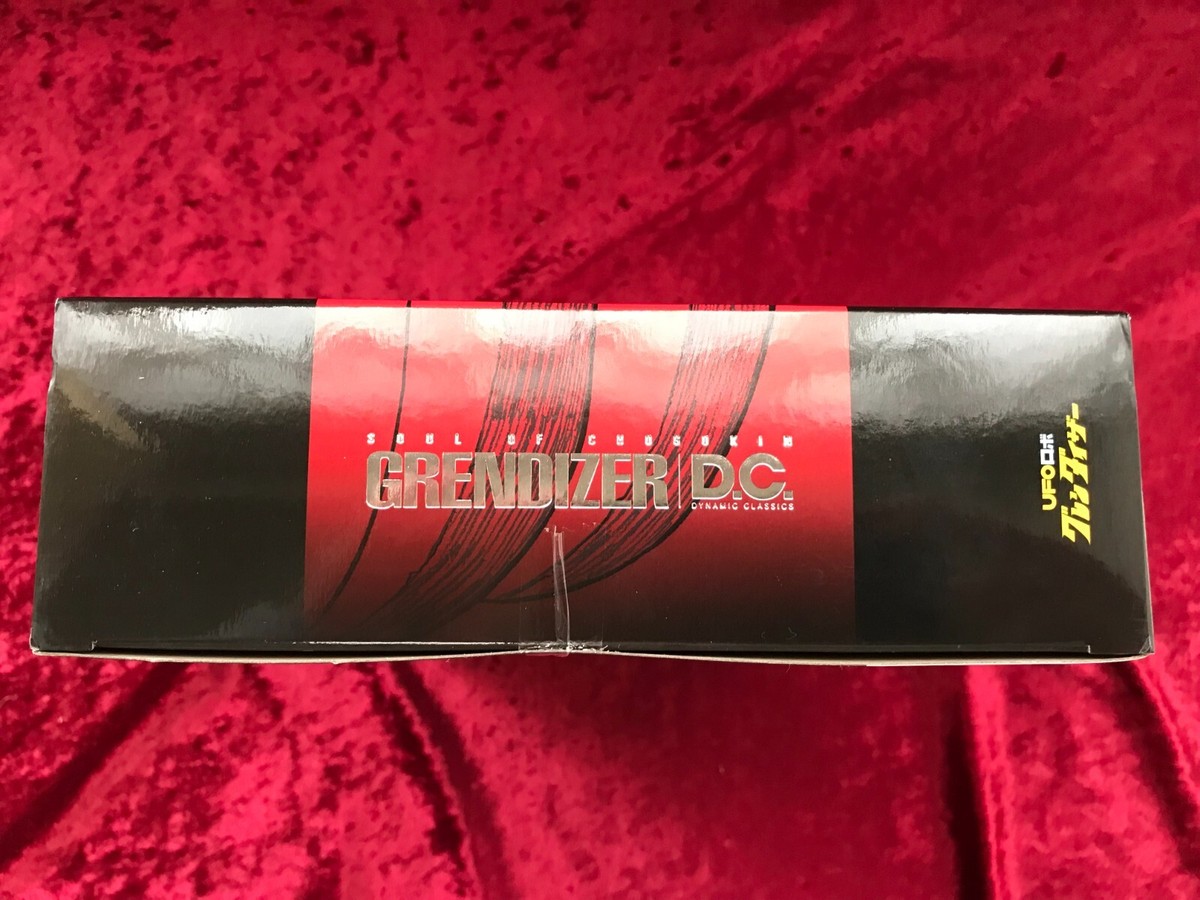 SOUL OF CHOGOKIN
GRENDIZER D.C.
DYNAMIC CLASSICS
UFOロボ
グレンダイザー